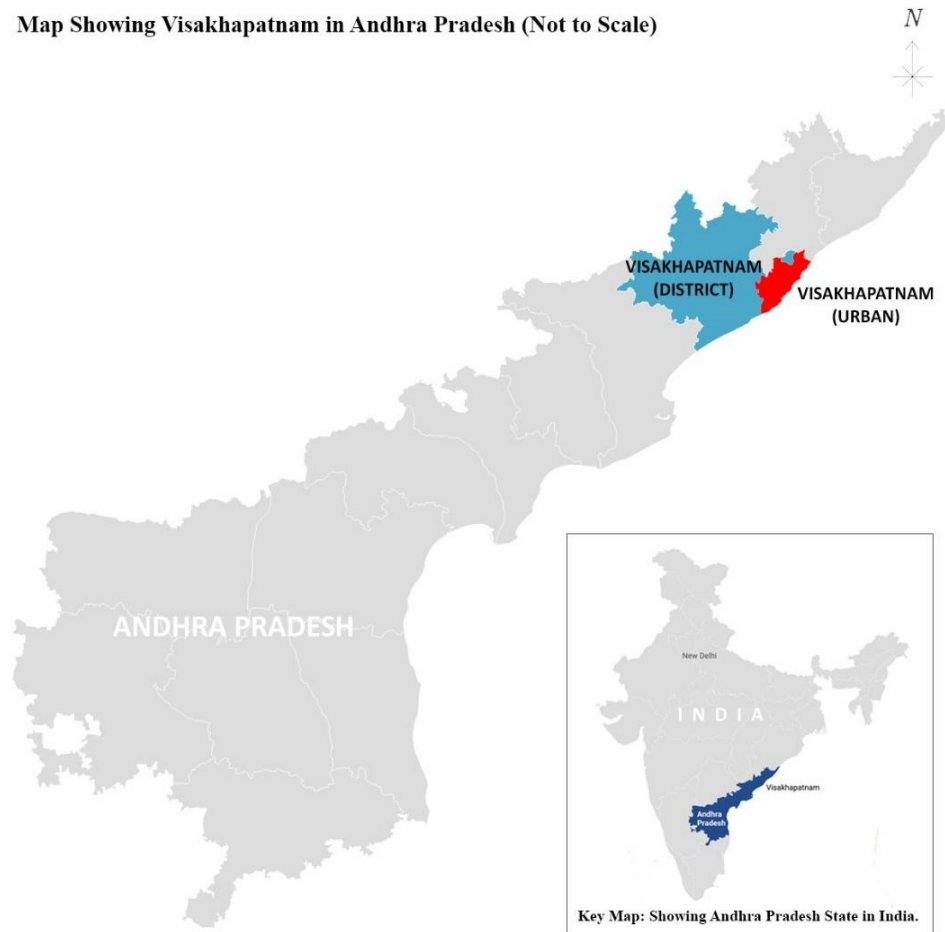 Map Showing Visakhapatnam in Andhra Pradesh (Not to Scale)
N
VISAKHAPATNAM
(DISTRICT)
VISAKHAPATNAM
(URBAN)
ANDHRA PRADESH
New Delhi
INDIA
Visakhapatnam
Andhra
Pradesh
Key Map: Showing Andhra Pradesh State in India.